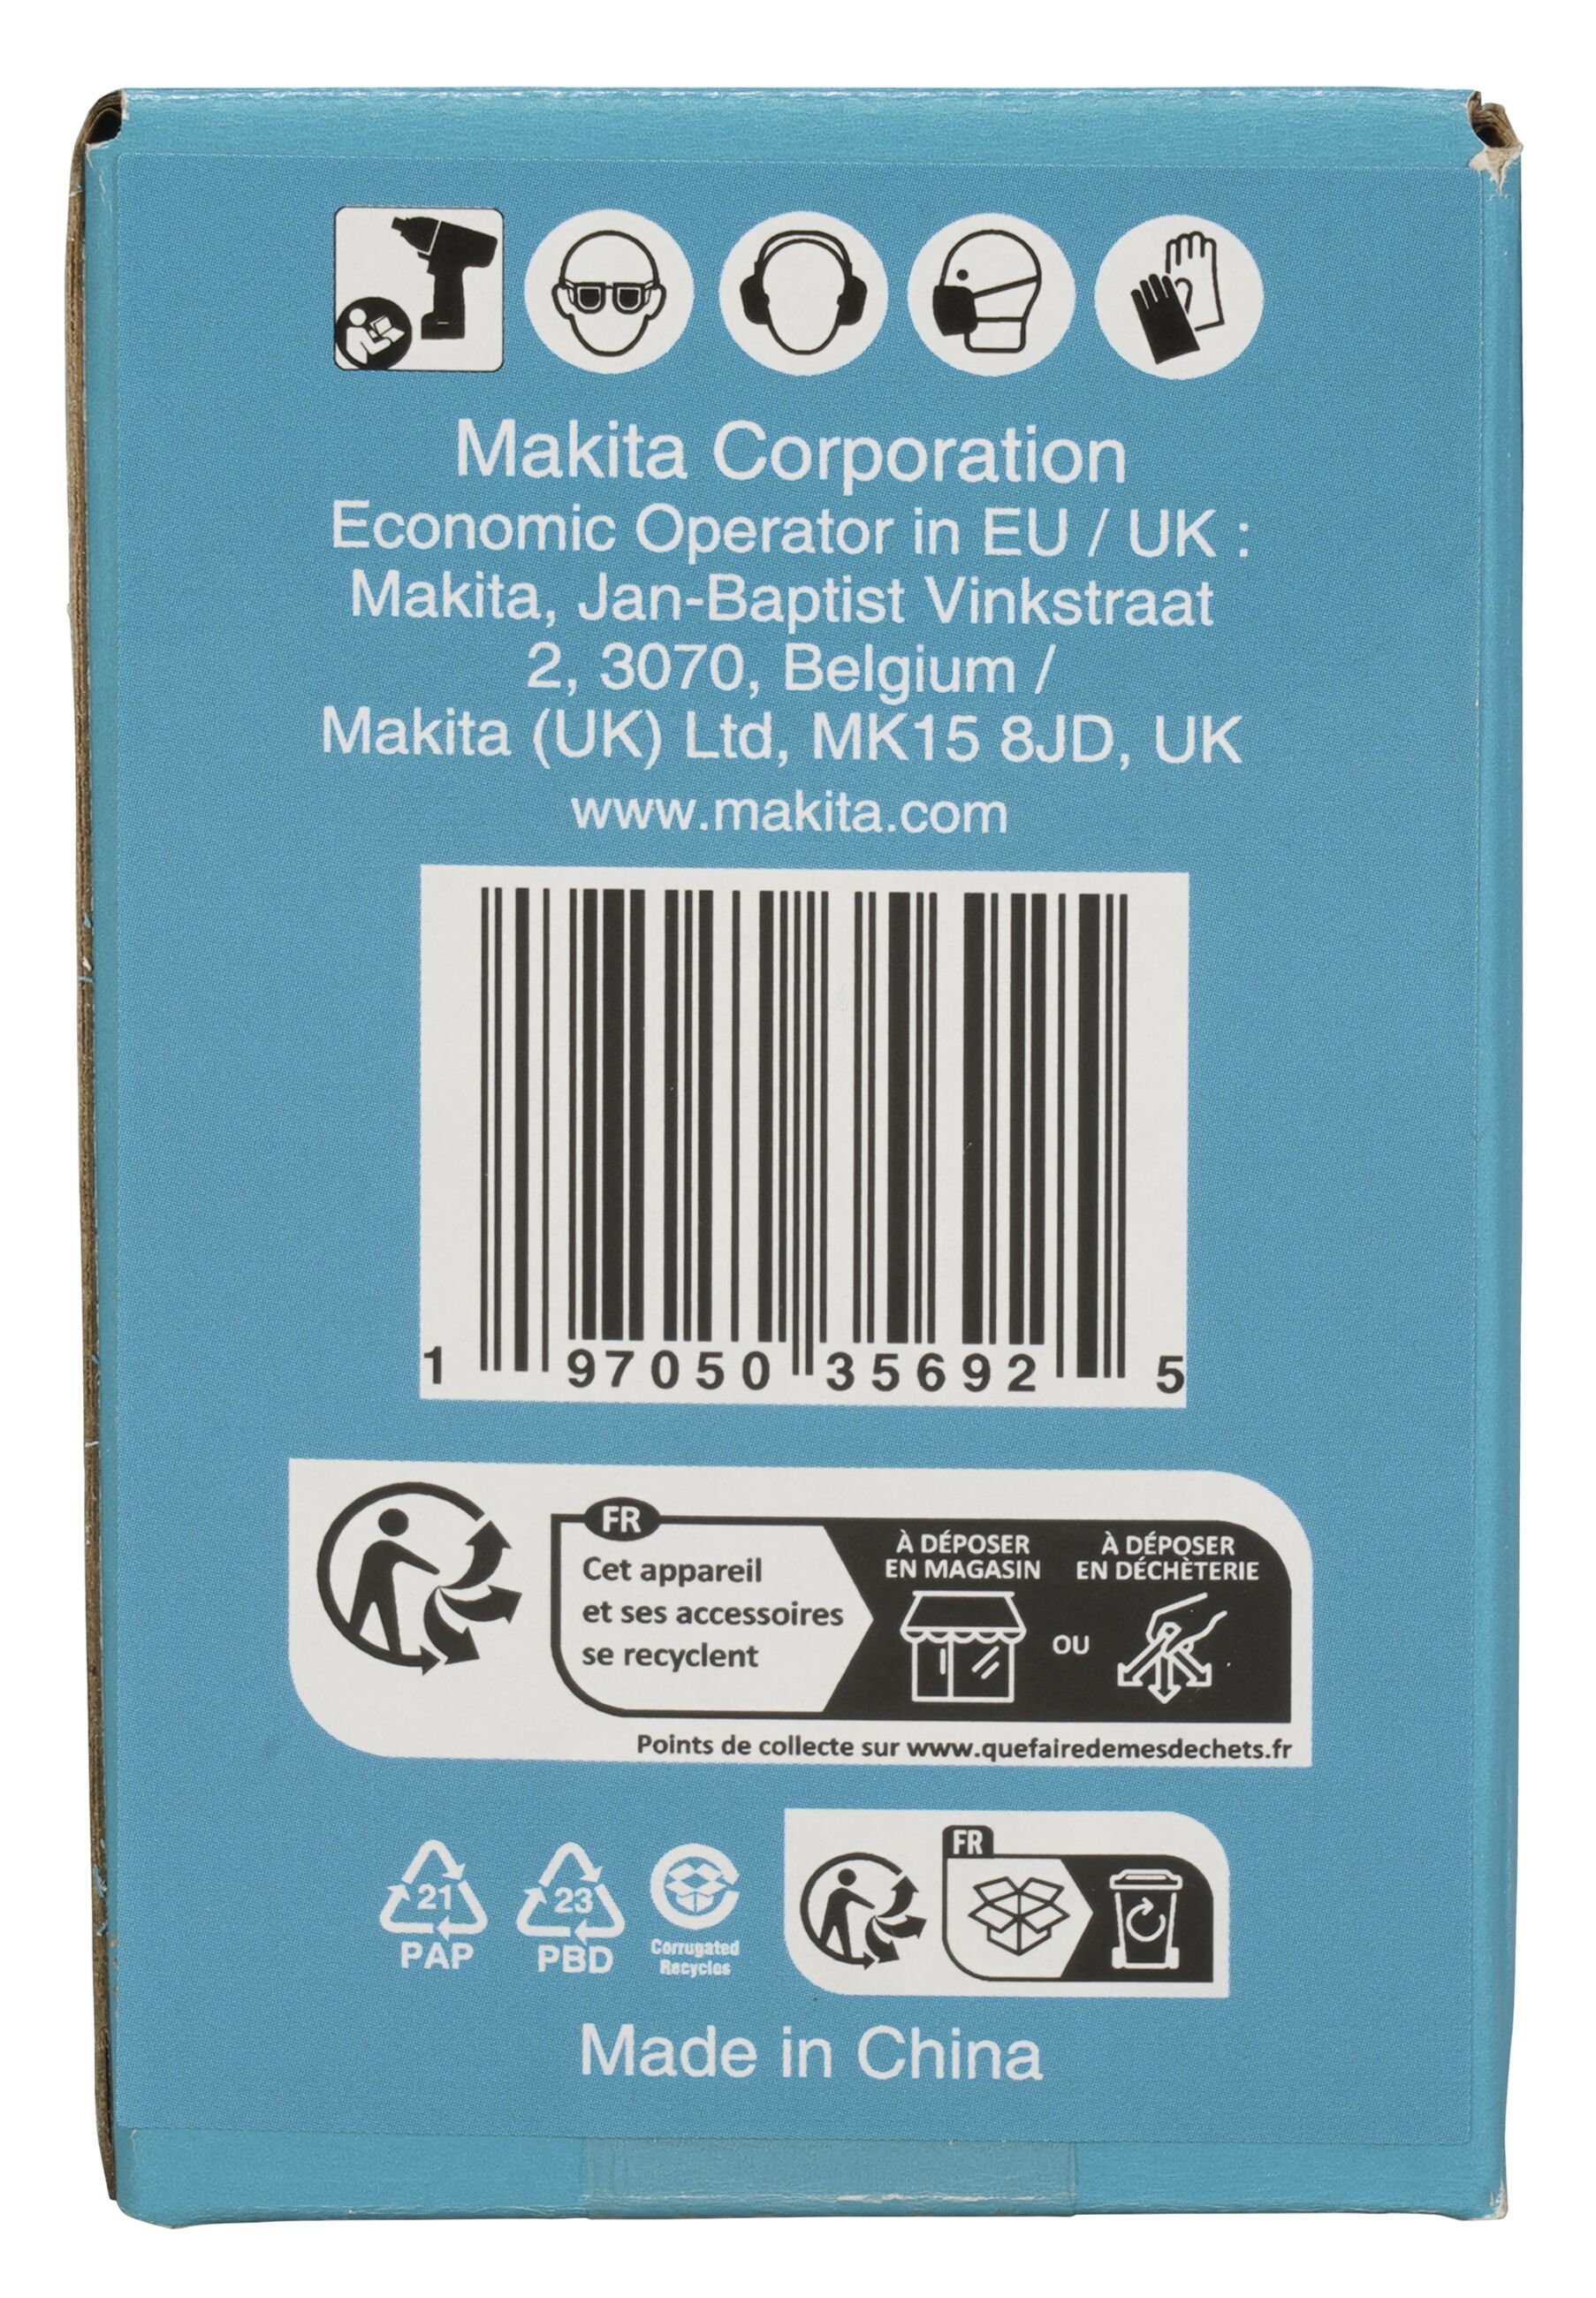 Makita Corporation
Economic Operator in EU / UK :
Makita, Jan-Baptist Vinkstraat
2, 3070, Belgium /
Makita (UK) Ltd, MK15 8JD, UK
www.makita.com
1 97050 35692 5
FR
Cet appareil
et ses accessoires
se recyclent
À DÉPOSER
EN MAGASIN
OU
À DÉPOSER
EN DÉCHÈTERIE
Points de collecte sur www.quefairedemesdechets.fr
21
PAP
23
PBD
Corrugated
Recycles
FR
Made in China